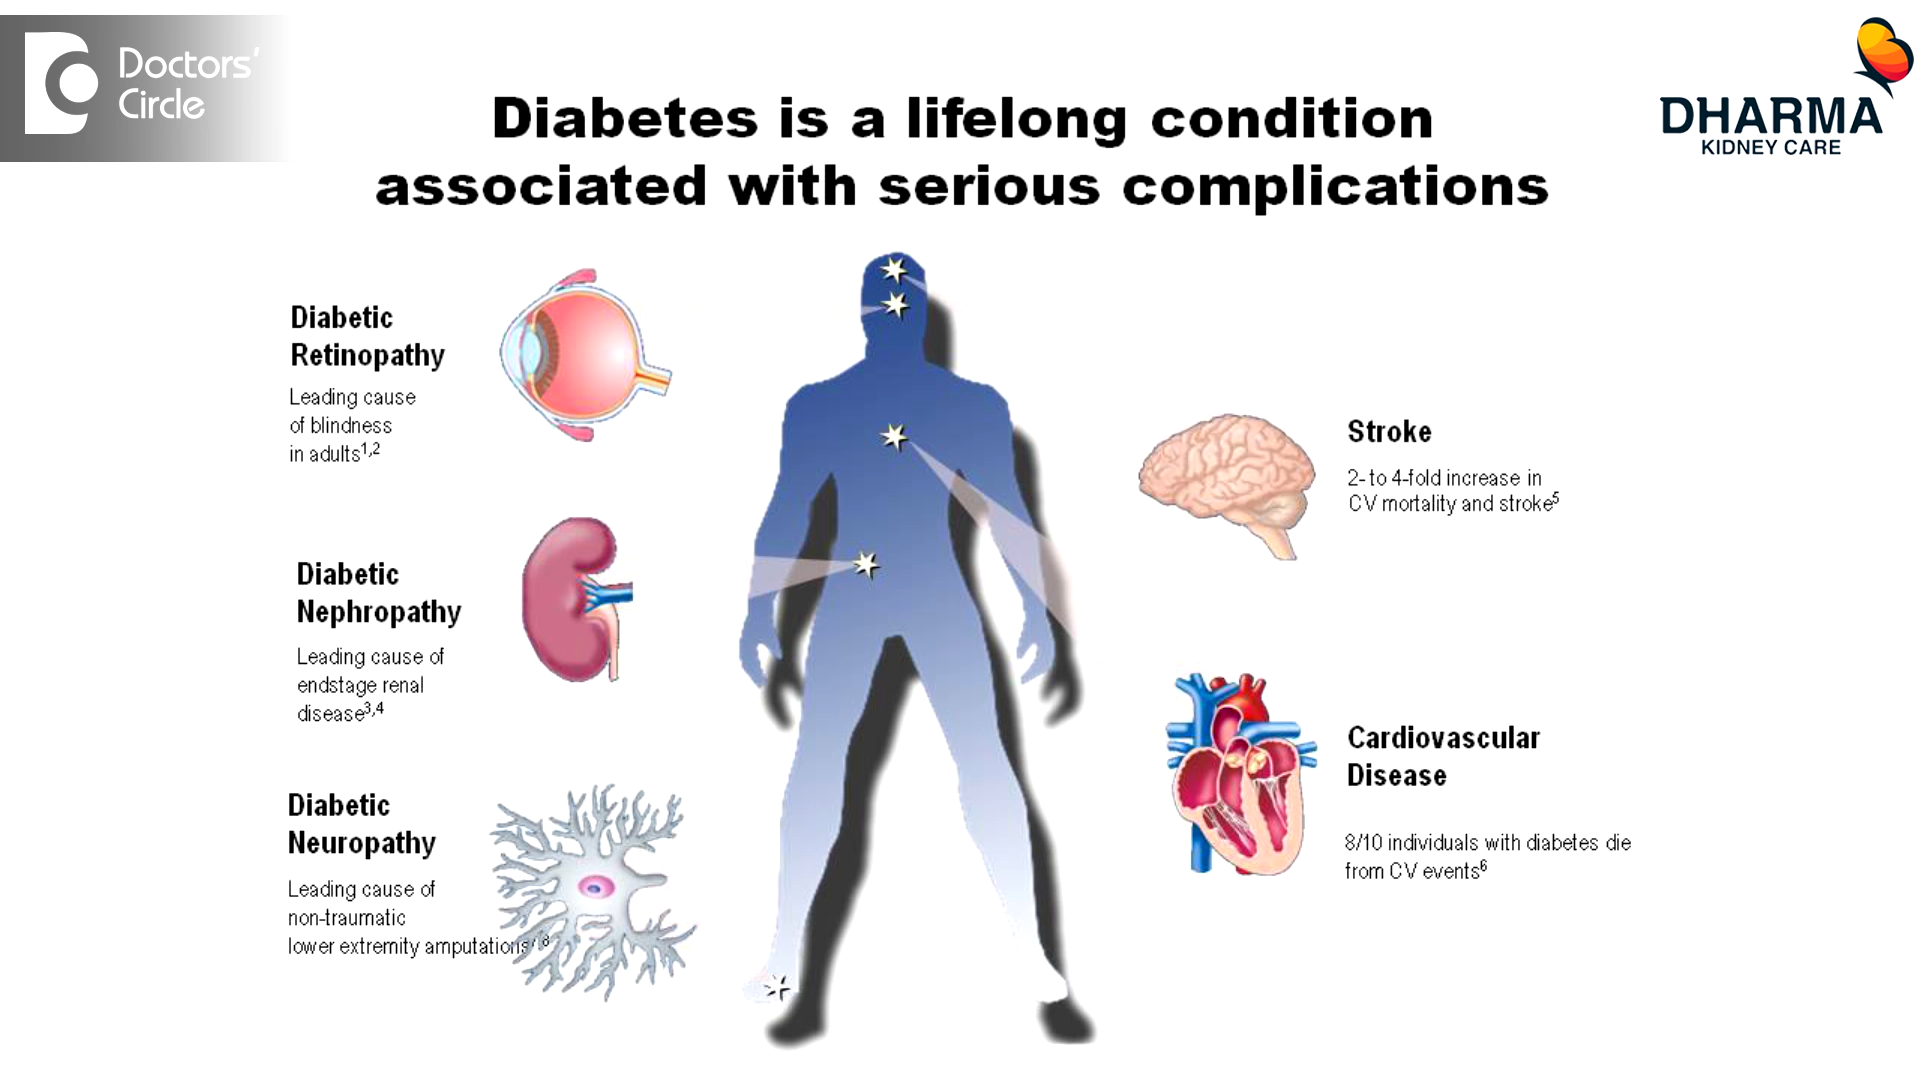 Doctors'
Circle
DHARMA
KIDNEY CARE
Diabetes is a lifelong condition
associated with serious complications
Diabetic
Retinopathy
Leading cause
of blindness
in adults1,2
Diabetic
Nephropathy
Leading cause of
endstage renal
disease3,4
Diabetic
Neuropathy
Leading cause of
non-traumatic
lower extremity amputations
Stroke
2- to 4-fold increase in
CV mortality and stroke5
Cardiovascular
Disease
8/10 individuals with diabetes die
from CV events6